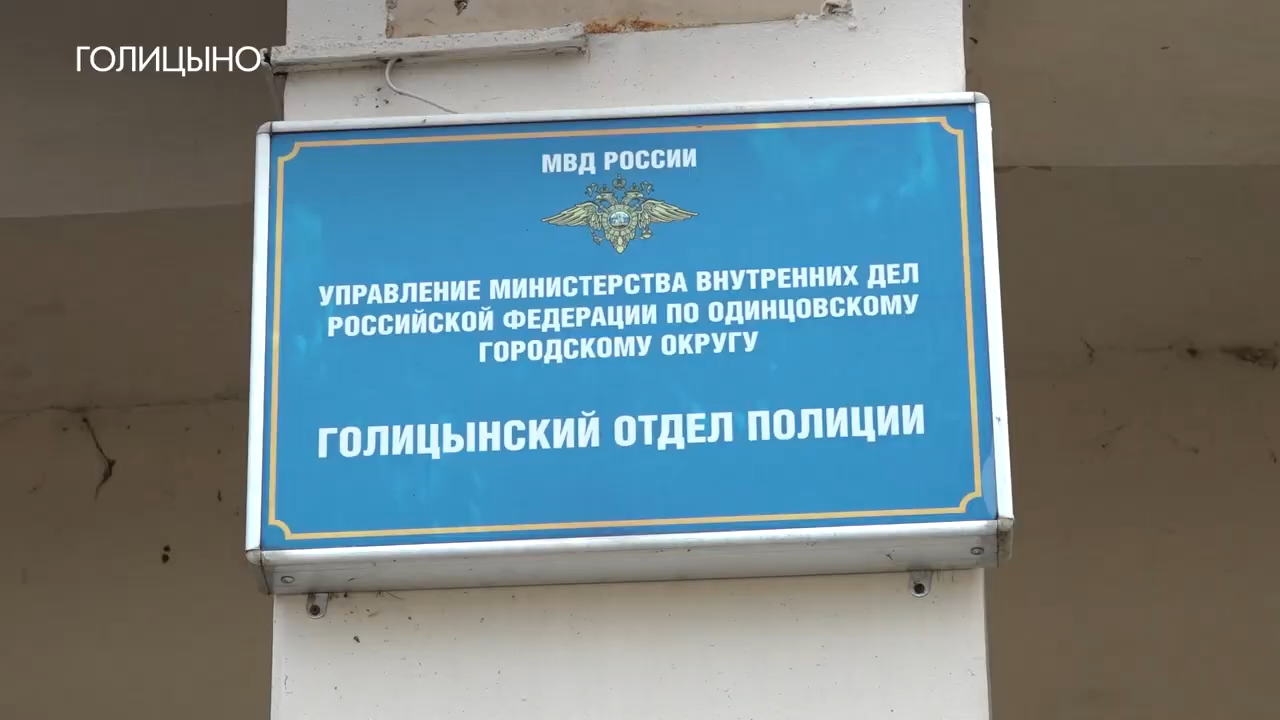 ГОЛИЦЫНО
МВД РОССИИ
УПРАВЛЕНИЕ МИНИСТЕРСТВА ВНУТРЕННИХ ДЕЛ
РОССИЙСКОЙ ФЕДЕРАЦИИ ПО ОДИНЦОВСКОМУ
ГОРОДСКОМУ ОКРУГУ
ГОЛИЦЫНСКИЙ ОТДЕЛ ПОЛИЦИИ